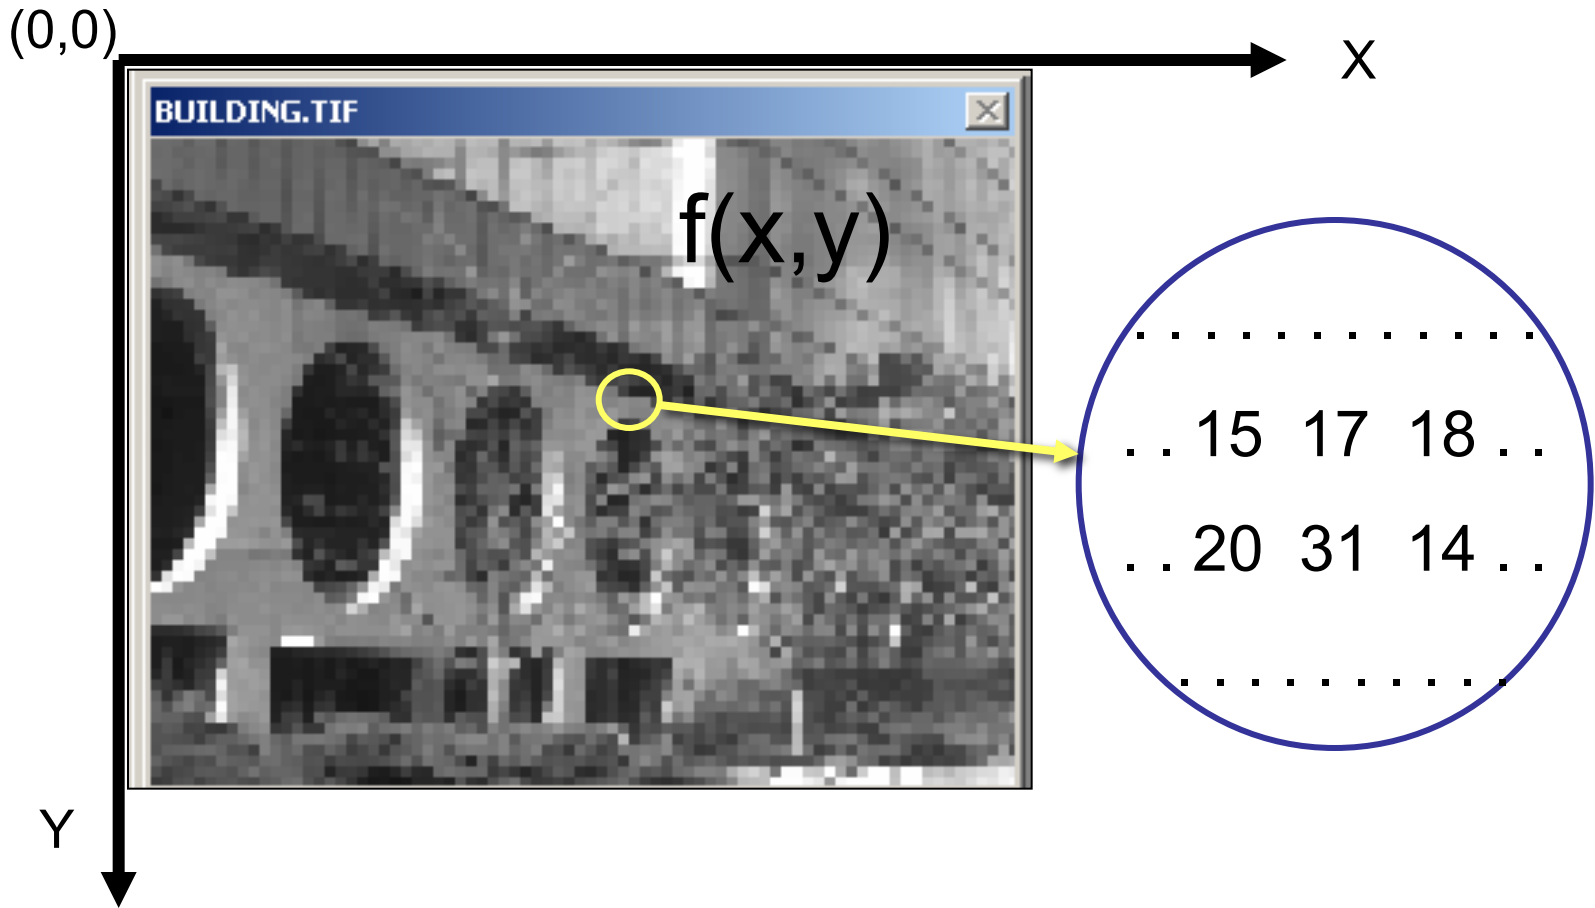 (0,0)
X
BUILDING.TIF
f(x,y)
. . . . . . . . . . . .
. . 15 17 18 . .
. . 20 31 14 . .
. . . . . . . . . .
Y